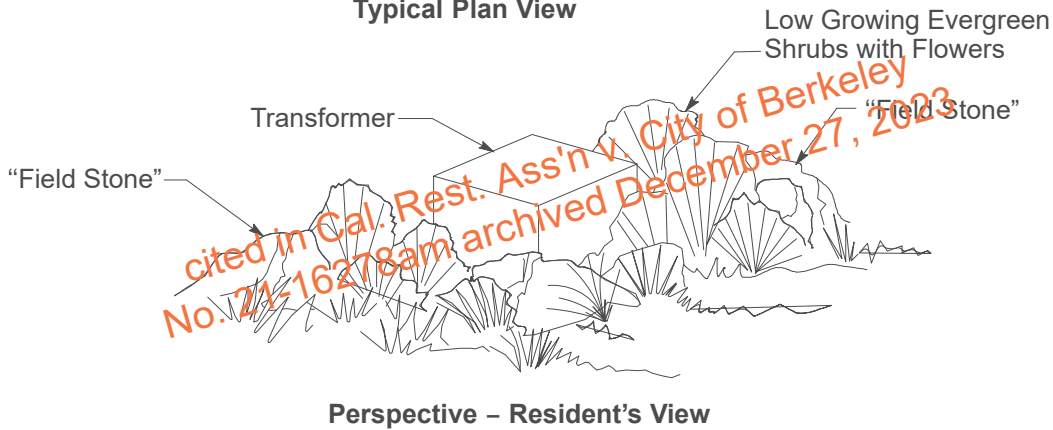 Typical Plan View
Low Growing Evergreen
Shrubs with Flowers
Transformer
“Field Stone”
“Field Stone”
cited in Cal. Rest. Ass'n v. City of Berkeley
No. 21-16278am archived December 27, 2023
Perspective – Resident’s View